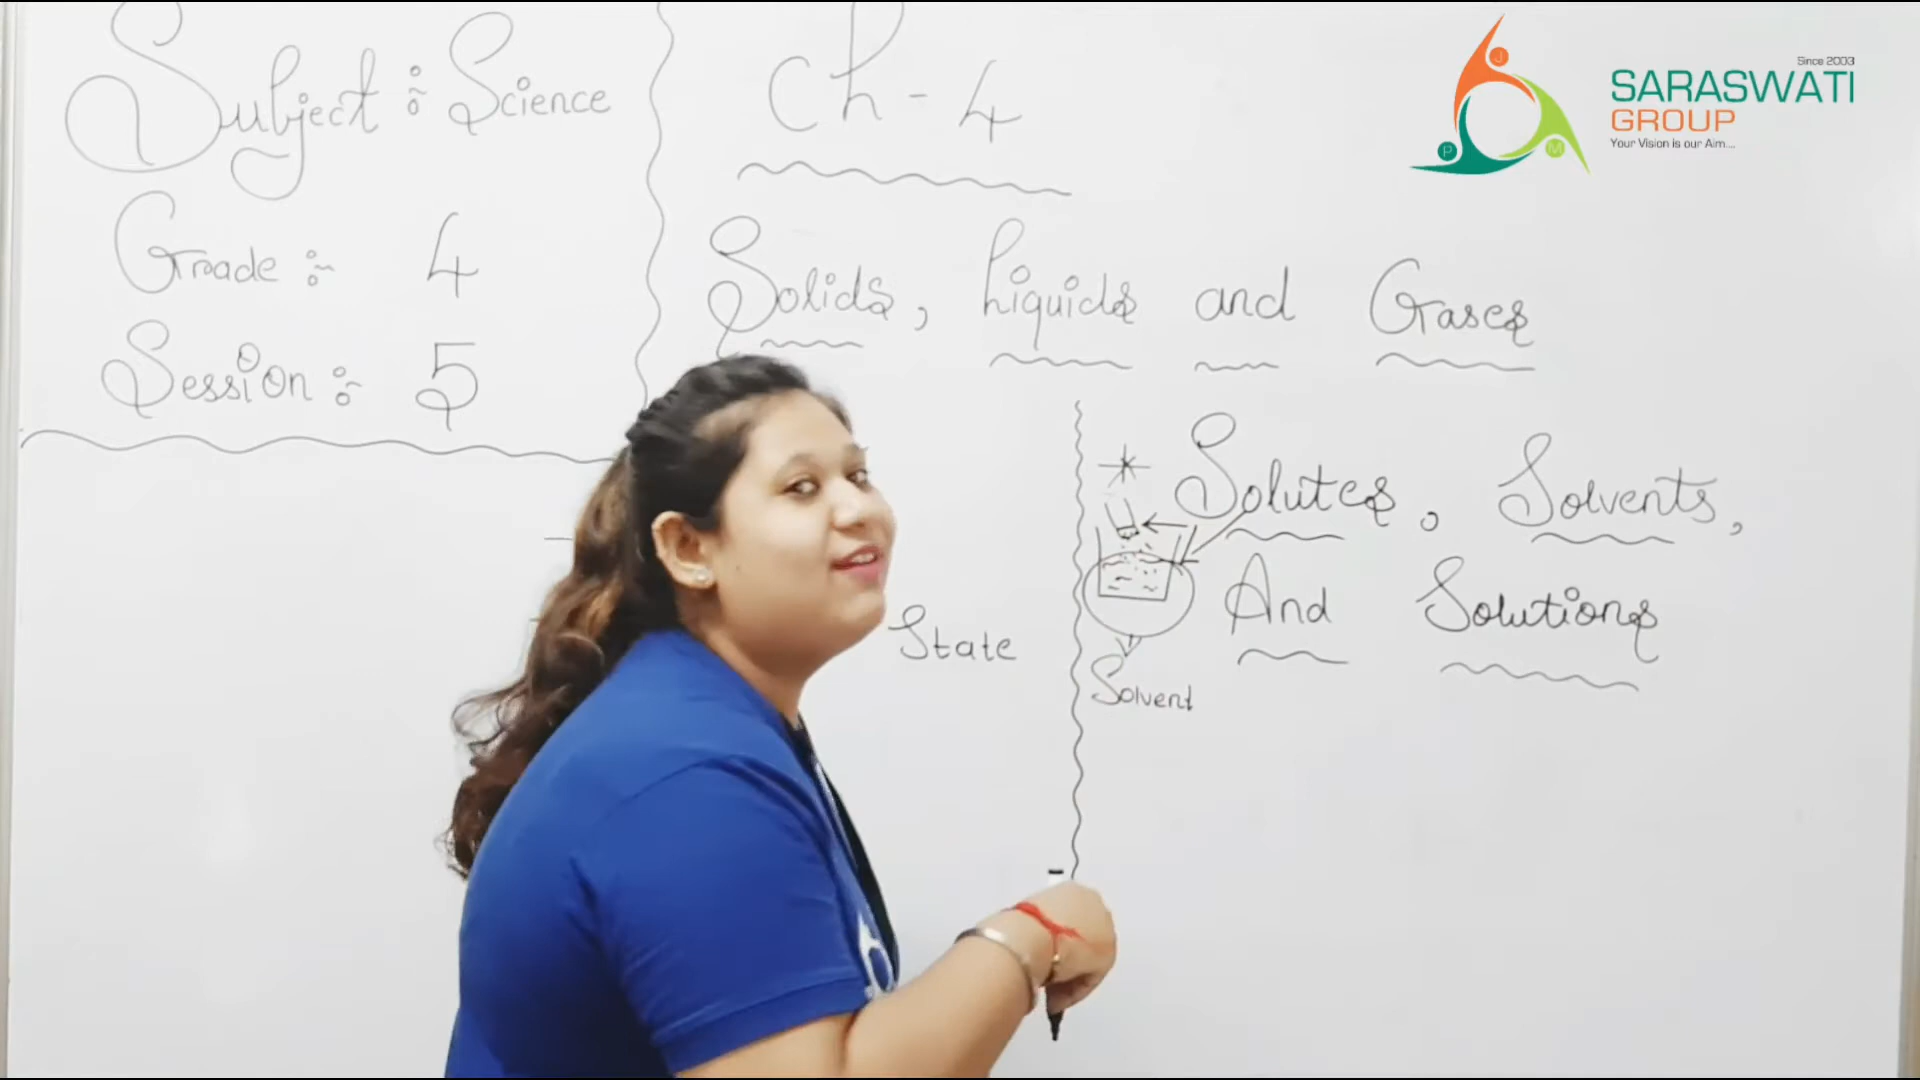 Subject : Science
Grade : 4
Session : 5
Ch - 4
Solids, Liquids and Gases
Solutes, Solvents,
And Solutions
State
Solvent
Since 2003
SARASWATI
GROUP
Your Vision is our Aim....
J
P
M